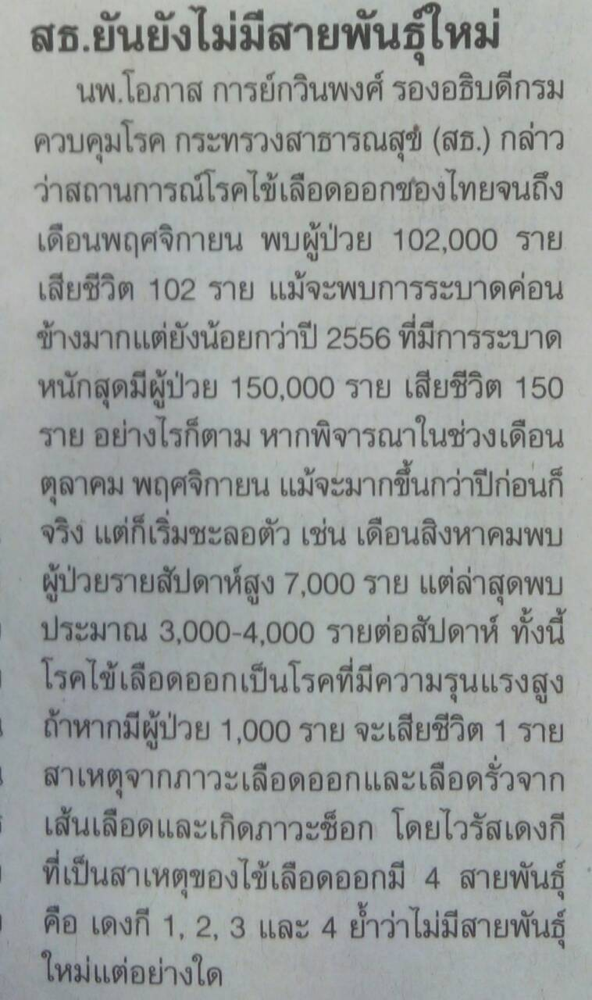 สธ.ยันยังไม่มีสายพันธุ์ใหม่
นพ.โอภาส การย์กวินพงศ์ รองอธิบดีกรม
ควบคุมโรค กระทรวงสาธารณสุข (สธ.) กล่าว
ว่าสถานการณ์โรคไข้เลือดออกของไทยจนถึง
เดือนพฤศจิกายน พบผู้ป่วย 102,000 ราย
เสียชีวิต 102 ราย แม้จะพบการระบาดค่อน
ข้างมากแต่ยังน้อยกว่าปี 2556 ที่มีการระบาด
หนักสุดมีผู้ป่วย 150,000 ราย เสียชีวิต 150
ราย อย่างไรก็ตาม หากพิจารณาในช่วงเดือน
ตุลาคม พฤศจิกายน แม้จะมากขึ้นกว่าปีก่อนก็
จริง แต่ก็เริ่มชะลอตัว เช่น เดือนสิงหาคมพบ
ผู้ป่วยรายสัปดาห์สูง 7,000 ราย แต่ล่าสุดพบ
ประมาณ 3,000-4,000 รายต่อสัปดาห์ ทั้งนี้
โรคไข้เลือดออกเป็นโรคที่มีความรุนแรงสูง
ถ้าหากมีผู้ป่วย 1,000 ราย จะเสียชีวิต 1 ราย
สาเหตุจากภาวะเลือดออกและเลือดรั่วจาก
เส้นเลือดและเกิดภาวะช็อก โดยไวรัสเดงกี
ที่เป็นสาเหตุของไข้เลือดออกมี 4 สายพันธุ์
คือ เดงกี 1, 2, 3 และ 4 ย้ำว่าไม่มีสายพันธุ์
ใหม่แต่อย่างใด